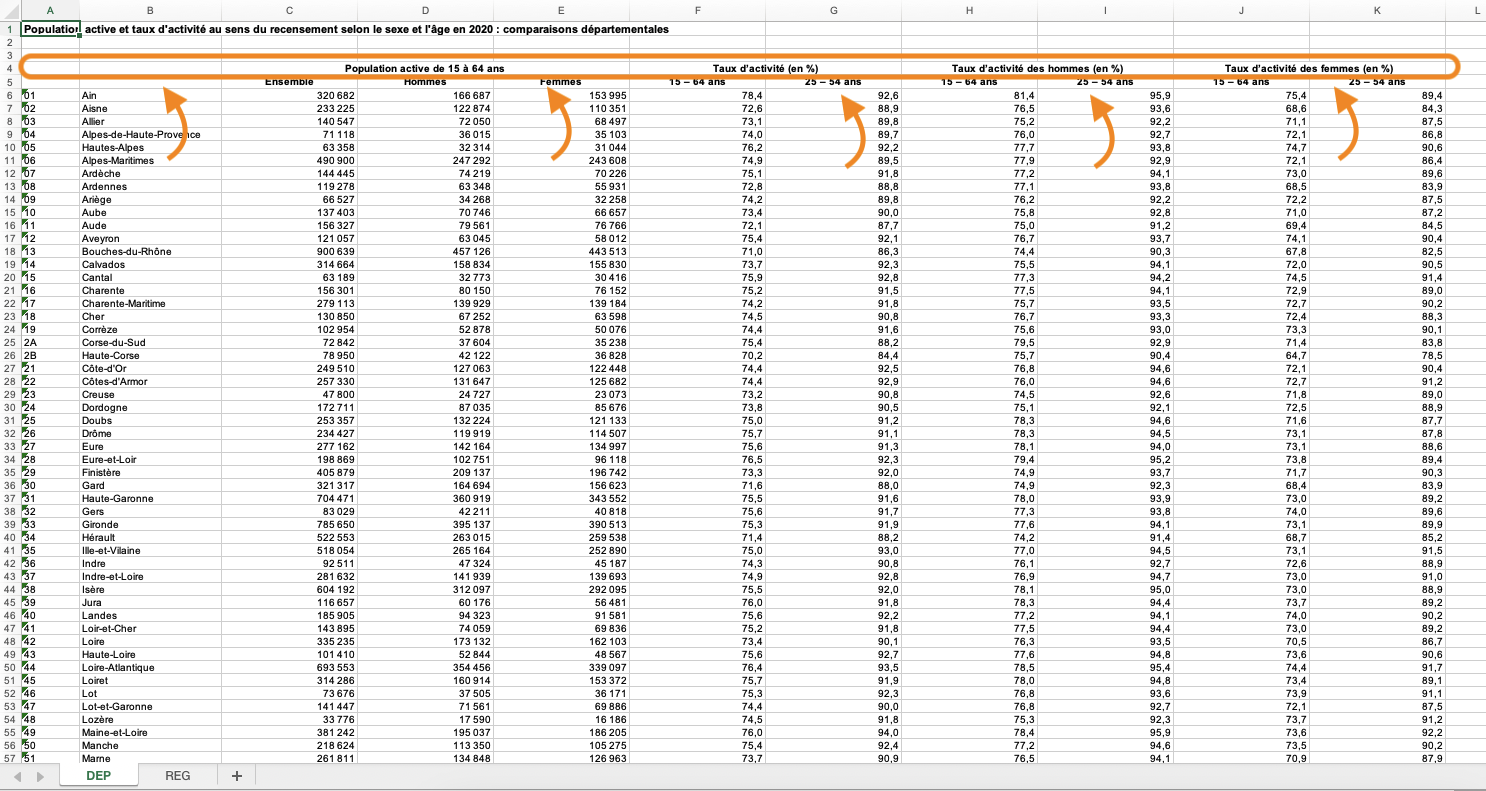 A B C D E F G H I J K L
1 Population active et taux d'activité au sens du recensement selon le sexe et l'âge en 2020 : comparaisons départementales
2
3
4 Population active de 15 à 64 ans Taux d'activité (en %) Taux d'activité des hommes (en %) Taux d'activité des femmes (en %)
5 Ensemble Hommes Femmes 15 – 64 ans 25 – 54 ans 15 – 64 ans 25 – 54 ans 15 – 64 ans 25 – 54 ans
6 01 Ain 320 682 166 687 153 995 78,4 92,6 81,4 95,9 75,4 89,4
7 02 Aisne 233 225 122 874 110 351 72,6 88,9 76,5 93,6 68,6 84,3
8 03 Allier 140 547 72 050 68 497 73,1 89,8 75,2 92,2 71,1 87,5
9 04 Alpes-de-Haute-Provence 71 118 36 015 35 103 74,0 89,7 76,0 92,7 72,1 86,8
10 05 Hautes-Alpes 63 358 32 314 31 044 76,2 92,2 77,7 93,8 74,7 90,6
11 06 Alpes-Maritimes 490 900 247 292 243 608 74,9 89,5 77,9 92,9 72,1 86,4
12 07 Ardèche 144 445 74 219 70 226 75,1 91,8 77,2 94,1 73,0 89,6
13 08 Ardennes 119 278 63 348 55 931 72,8 88,8 77,1 93,8 68,5 83,9
14 09 Ariège 66 527 34 268 32 258 74,2 89,8 76,2 92,2 72,2 87,5
15 10 Aube 137 403 70 746 66 657 73,4 90,0 75,8 92,8 71,0 87,2
16 11 Aude 156 327 79 561 76 766 72,1 87,7 75,0 91,2 69,4 84,5
17 12 Aveyron 121 057 63 045 58 012 75,4 92,1 76,7 93,7 74,1 90,4
18 13 Bouches-du-Rhône 900 639 457 126 443 513 71,0 86,3 74,4 90,3 67,8 82,5
19 14 Calvados 314 664 158 834 155 830 73,7 92,3 75,5 94,1 72,0 90,5
20 15 Cantal 63 189 32 773 30 416 75,9 92,8 77,3 94,2 74,5 91,4
21 16 Charente 156 301 80 150 76 152 75,2 91,5 77,5 94,1 72,9 89,0
22 17 Charente-Maritime 279 113 139 929 139 184 74,2 91,8 75,7 93,5 72,7 90,2
23 18 Cher 130 850 67 252 63 598 74,5 90,8 76,7 93,3 72,4 88,3
24 19 Corrèze 102 954 52 878 50 076 74,4 91,6 75,6 93,0 73,3 90,1
25 2A Corse-du-Sud 72 842 37 604 35 238 75,4 88,2 79,5 92,9 71,4 83,8
26 2B Haute-Corse 78 950 42 122 36 828 70,2 84,4 75,7 90,4 64,7 78,5
27 21 Côte-d'Or 249 510 127 063 122 448 74,4 92,5 76,8 94,6 72,1 90,4
28 22 Côtes-d'Armor 257 330 131 647 125 682 74,4 92,9 76,0 94,6 72,7 91,2
29 23 Creuse 47 800 24 727 23 073 73,2 90,8 74,5 92,6 71,8 89,0
30 24 Dordogne 172 711 87 035 85 676 73,8 90,5 75,1 92,1 72,5 88,9
31 25 Doubs 253 357 132 224 121 133 75,0 91,2 78,3 94,6 71,6 87,7
32 26 Drôme 234 427 119 919 114 507 75,7 91,1 78,3 94,5 73,1 87,8
33 27 Eure 277 162 142 164 134 997 75,6 91,3 78,1 94,0 73,1 88,6
34 28 Eure-et-Loir 198 869 102 751 96 118 76,5 92,3 79,4 95,2 73,8 89,4
35 29 Finistère 405 879 209 137 196 742 73,3 92,0 74,9 93,7 71,7 90,3
36 30 Gard 321 317 164 694 156 623 71,6 88,0 74,9 92,3 68,4 83,9
37 31 Haute-Garonne 704 471 360 919 343 552 75,5 91,6 78,0 93,9 73,0 89,2
38 32 Gers 83 029 42 211 40 818 75,6 91,7 77,3 93,8 74,0 89,6
39 33 Gironde 785 650 395 137 390 513 75,3 91,9 77,6 94,1 73,1 89,9
40 34 Hérault 522 553 263 015 259 538 71,4 88,2 74,2 91,4 68,7 85,2
41 35 Ille-et-Vilaine 518 054 265 164 252 890 75,0 93,0 77,0 94,5 73,1 91,5
42 36 Indre 92 511 47 324 45 187 74,3 90,8 76,1 92,7 72,6 88,9
43 37 Indre-et-Loire 281 632 141 939 139 693 74,9 92,8 76,9 94,7 73,0 91,0
44 38 Isère 604 192 312 097 292 095 75,5 92,0 78,1 95,0 73,0 88,9
45 39 Jura 116 657 60 176 56 481 76,0 91,8 78,3 94,4 73,7 89,2
46 40 Landes 185 905 94 323 91 581 75,6 92,2 77,2 94,1 74,0 90,2
47 41 Loir-et-Cher 143 895 74 059 69 836 75,2 91,8 77,5 94,4 73,0 89,2
48 42 Loire 335 235 173 132 162 103 73,4 90,1 76,3 93,5 70,5 86,7
49 43 Haute-Loire 101 410 52 844 48 567 75,6 92,7 77,6 94,8 73,6 90,6
50 44 Loire-Atlantique 693 553 354 456 339 097 76,4 93,5 78,5 95,4 74,4 91,7
51 45 Loiret 314 286 160 914 153 372 75,7 91,9 78,0 94,8 73,4 89,1
52 46 Lot 73 676 37 505 36 171 75,3 92,3 76,8 93,6 73,9 91,1
53 47 Lot-et-Garonne 141 447 71 561 69 886 74,4 90,0 76,8 92,7 72,1 87,5
54 48 Lozère 33 776 17 590 16 186 74,5 91,8 75,3 92,3 73,7 91,2
55 49 Maine-et-Loire 381 242 195 037 186 205 76,0 94,0 78,4 95,9 73,6 92,2
56 50 Manche 218 624 113 350 105 275 75,4 92,4 77,2 94,6 73,5 90,2
57 51 Marne 261 811 134 848 126 963 73,7 90,9 76,5 94,1 70,9 87,9
DEP REG +